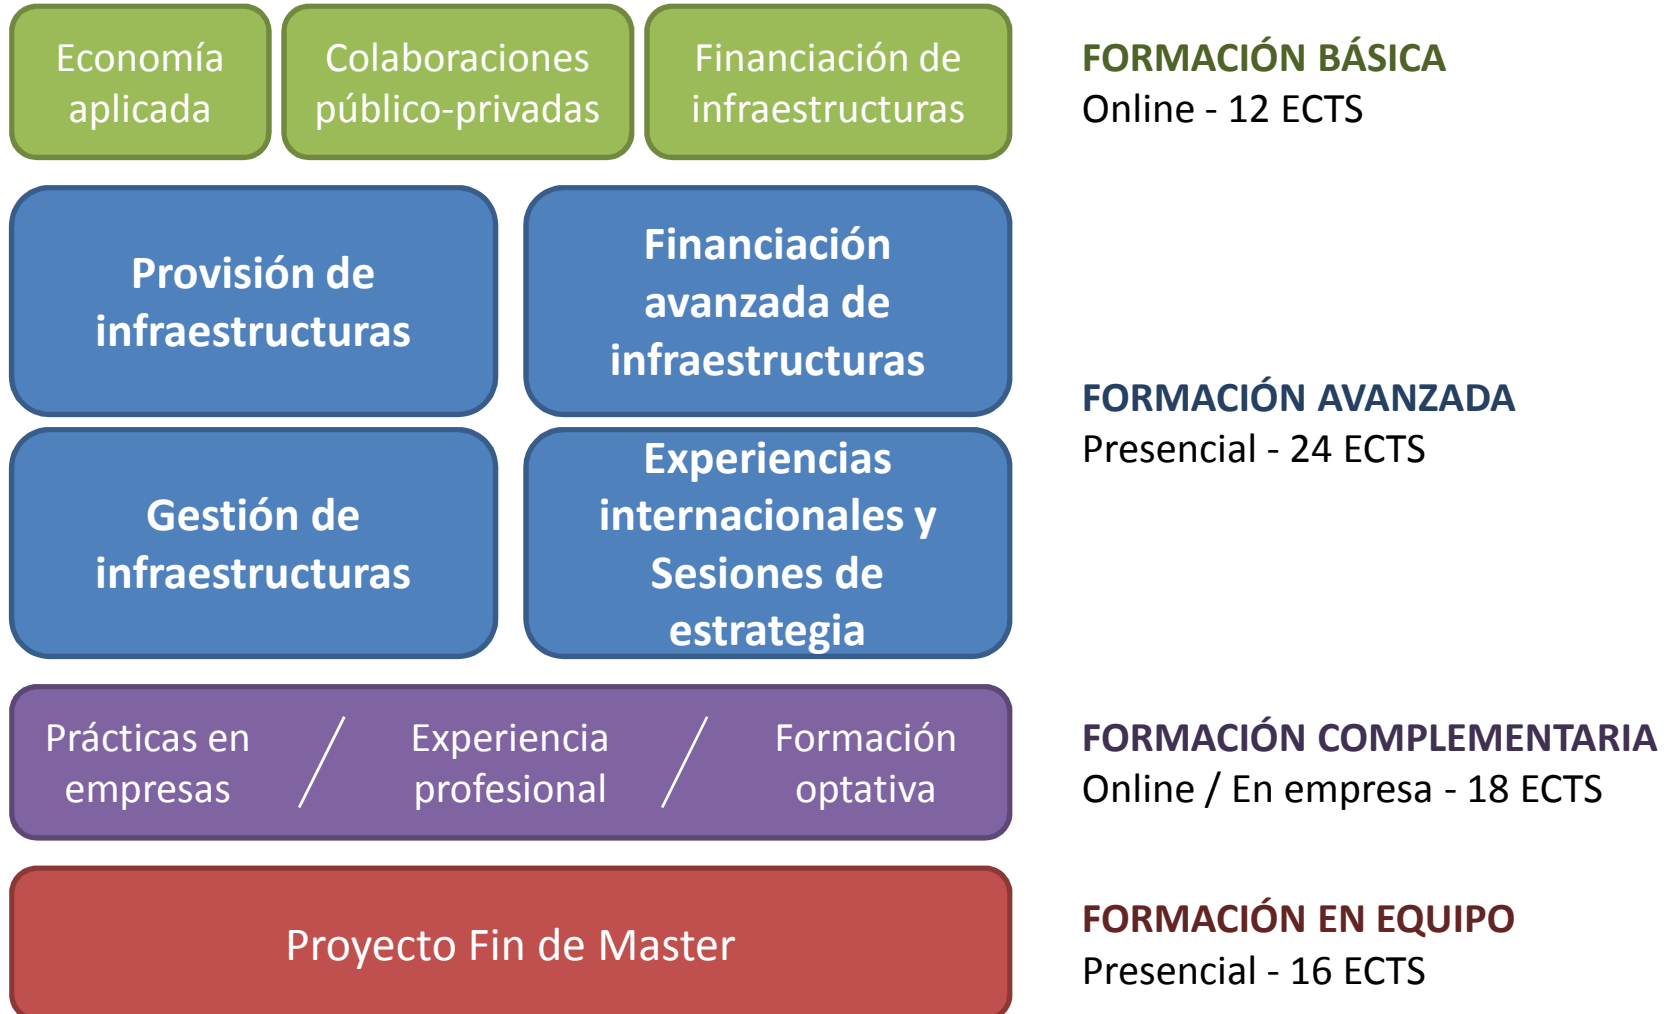 Economía
aplicada
Colaboraciones
público-privadas
Financiación de
infraestructuras
FORMACIÓN BÁSICA
Online - 12 ECTS
Provisión de
infraestructuras
Financiación
avanzada de
infraestructuras
Gestión de
infraestructuras
Experiencias
internacionales y
Sesiones de
estrategia
FORMACIÓN AVANZADA
Presencial - 24 ECTS
Prácticas en
empresas
Experiencia
profesional
Formación
optativa
FORMACIÓN COMPLEMENTARIA
Online / En empresa - 18 ECTS
Proyecto Fin de Master
FORMACIÓN EN EQUIPO
Presencial - 16 ECTS